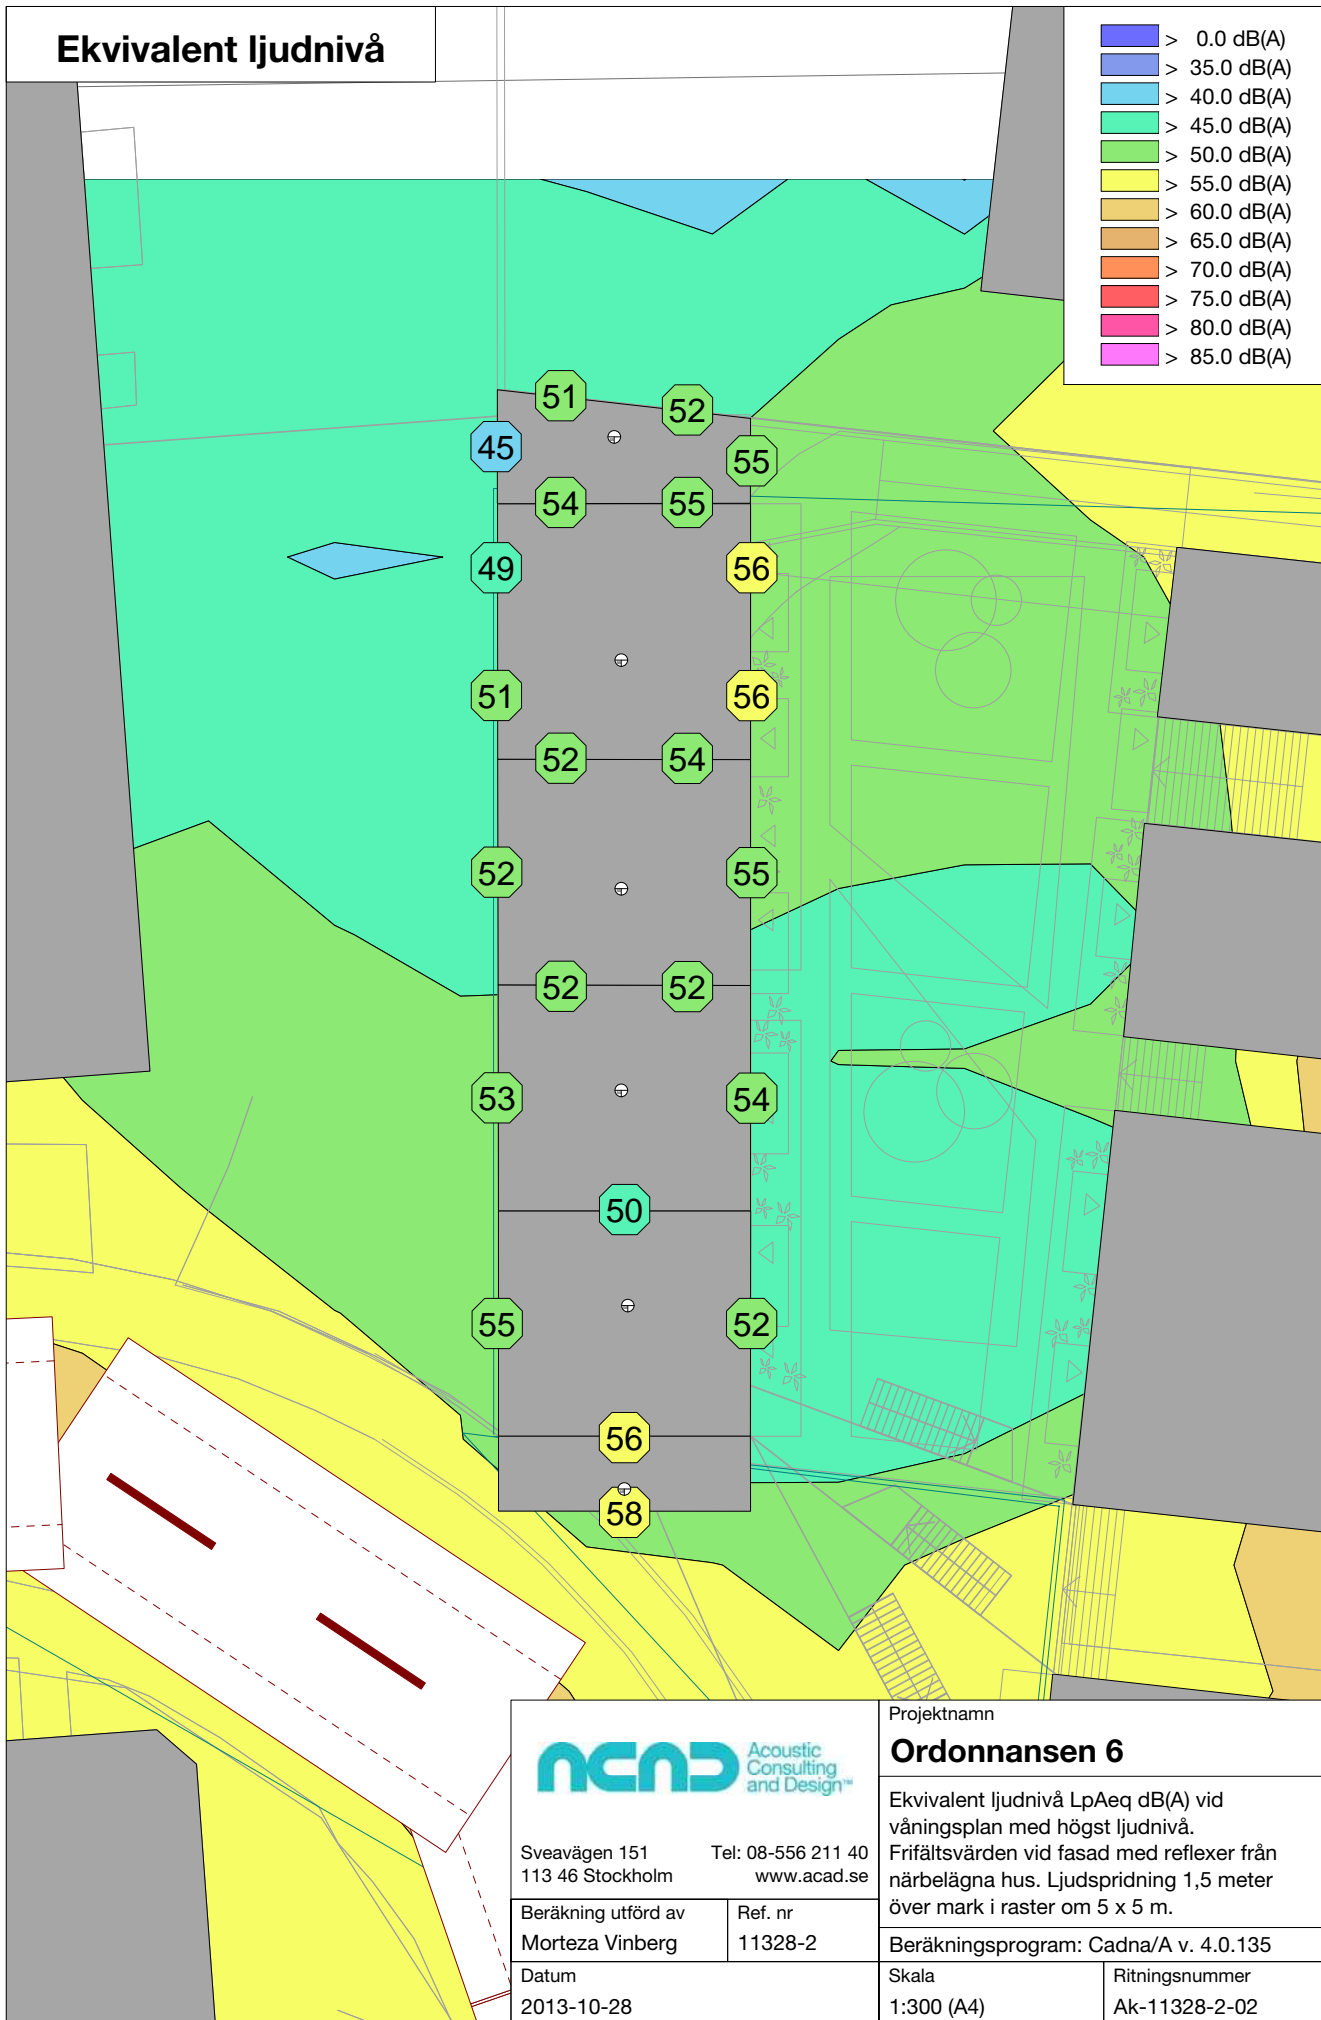 Ekvivalent ljudnivå
> 0.0 dB(A)
> 35.0 dB(A)
> 40.0 dB(A)
> 45.0 dB(A)
> 50.0 dB(A)
> 55.0 dB(A)
> 60.0 dB(A)
> 65.0 dB(A)
> 70.0 dB(A)
> 75.0 dB(A)
> 80.0 dB(A)
> 85.0 dB(A)
51
52
45
55
54
55
49
56
51
56
52
54
52
55
52
52
53
54
50
55
52
56
58
ACAD
Acoustic
Consulting
and Design™
Sveavägen 151
113 46 Stockholm
Tel: 08-556 211 40
www.acad.se
Beräkning utförd av
Morteza Vinberg
Ref. nr
11328-2
Datum
2013-10-28
Projektnamn
Ordonnansen 6
Ekvivalent ljudnivå LpAeq dB(A) vid
våningsplan med högst ljudnivå.
Frifältsvärden vid fasad med reflexer från
närbelägna hus. Ljudspridning 1,5 meter
över mark i raster om 5 x 5 m.
Beräkningsprogram: Cadna/A v. 4.0.135
Skala
1:300 (A4)
Ritningsnummer
Ak-11328-2-02